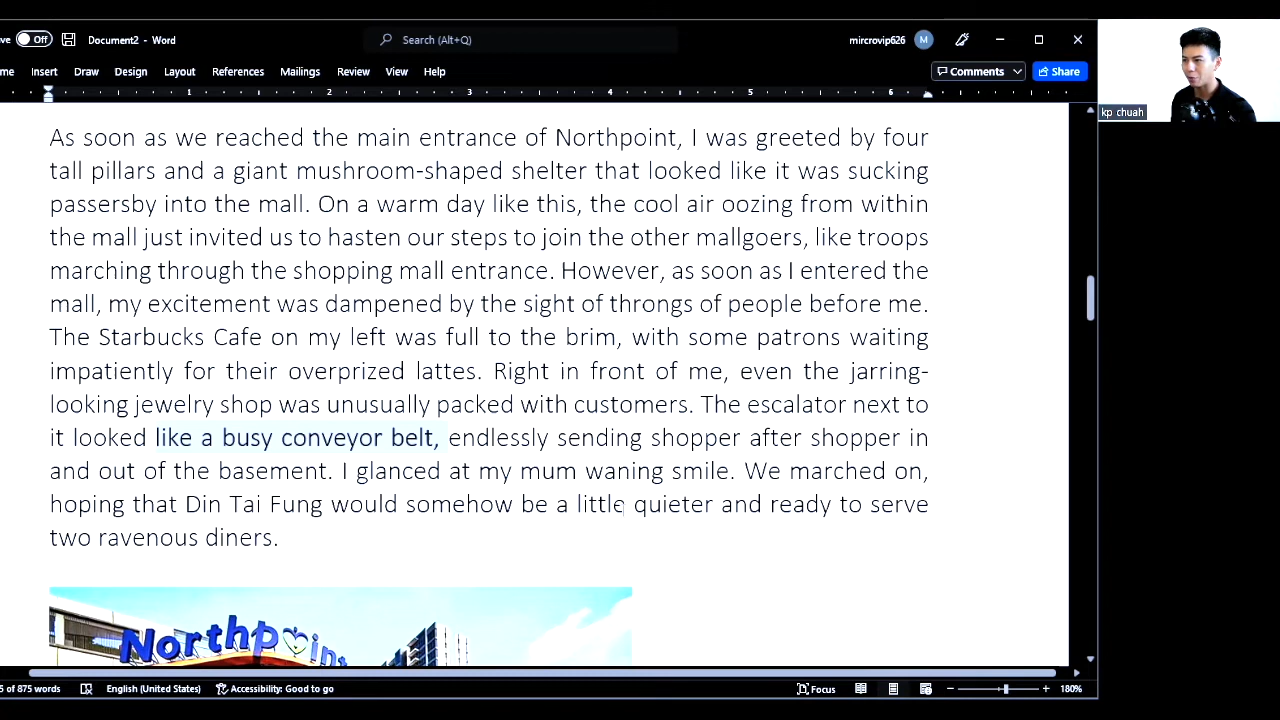 ve Off Document2 - Word Search (Alt+Q) mircrovip626 M
me Insert Draw Design Layout References Mailings Review View Help Comments Share
1 2 3 4 5 6
kp chuah
As soon as we reached the main entrance of Northpoint, I was greeted by four
tall pillars and a giant mushroom-shaped shelter that looked like it was sucking
passersby into the mall. On a warm day like this, the cool air oozing from within
the mall just invited us to hasten our steps to join the other mallgoers, like troops
marching through the shopping mall entrance. However, as soon as I entered the
mall, my excitement was dampened by the sight of throngs of people before me.
The Starbucks Cafe on my left was full to the brim, with some patrons waiting
impatiently for their overprized lattes. Right in front of me, even the jarring-
looking jewelry shop was unusually packed with customers. The escalator next to
it looked like a busy conveyor belt, endlessly sending shopper after shopper in
and out of the basement. I glanced at my mum waning smile. We marched on,
hoping that Din Tai Fung would somehow be a little quieter and ready to serve
two ravenous diners.
Northpoint
5 of 875 words English (United States) Accessibility: Good to go Focus 180%